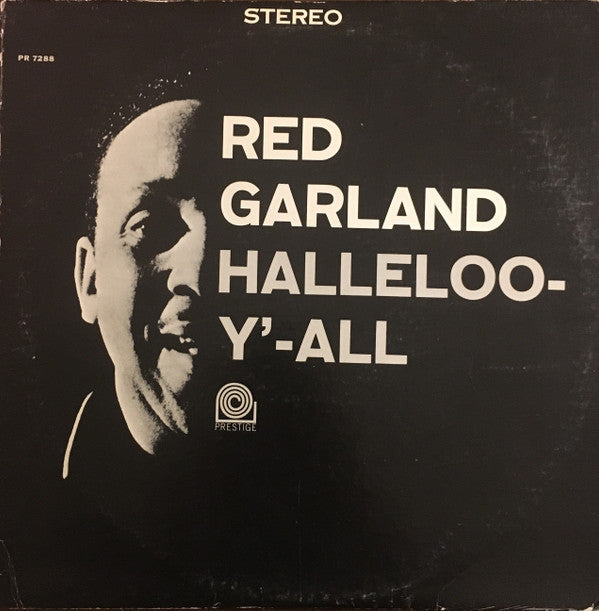 STEREO
PR 7288
RED
GARLAND
HALLELOO-
Y'-ALL
PRESTIGE